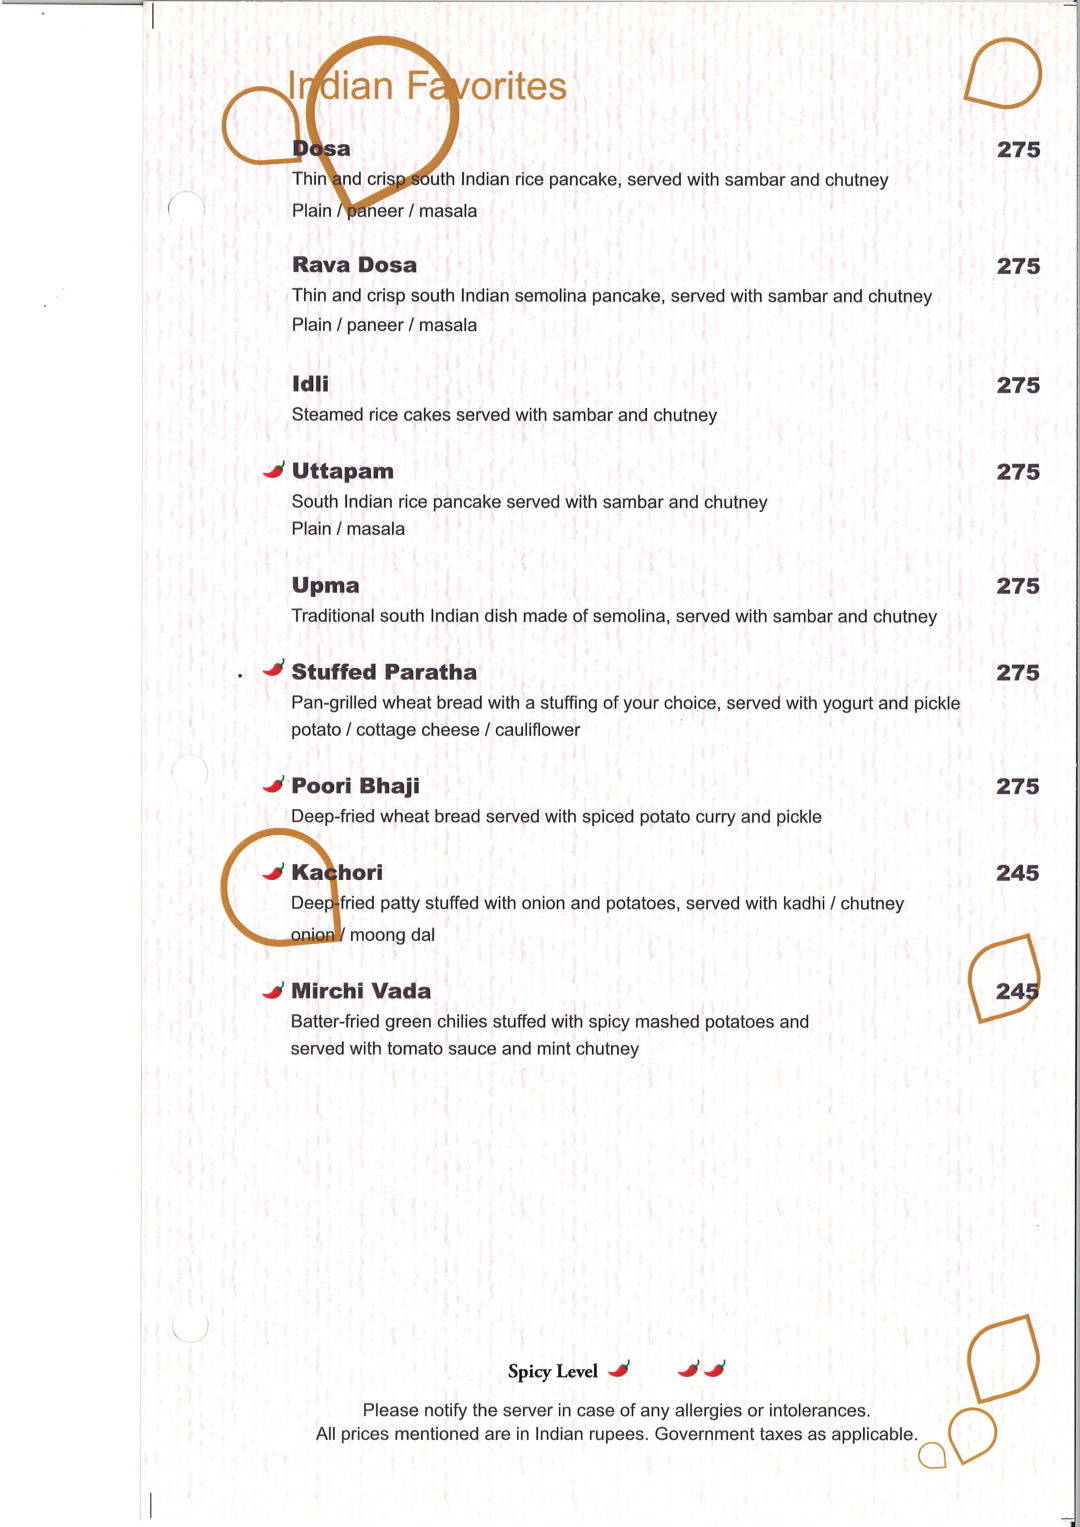 Indian Favorites
Dosa 275
Thin and crisp south Indian rice pancake, served with sambar and chutney
Plain / paneer / masala
Rava Dosa 275
Thin and crisp south Indian semolina pancake, served with sambar and chutney
Plain / paneer / masala
Idli 275
Steamed rice cakes served with sambar and chutney
Uttapam 275
South Indian rice pancake served with sambar and chutney
Plain / masala
Upma 275
Traditional south Indian dish made of semolina, served with sambar and chutney
Stuffed Paratha 275
Pan-grilled wheat bread with a stuffing of your choice, served with yogurt and pickle
potato / cottage cheese / cauliflower
Poori Bhaji 275
Deep-fried wheat bread served with spiced potato curry and pickle
Kachori 245
Deep-fried patty stuffed with onion and potatoes, served with kadhi / chutney
onion / moong dal
Mirchi Vada 245
Batter-fried green chilies stuffed with spicy mashed potatoes and
served with tomato sauce and mint chutney
Spicy Level
Please notify the server in case of any allergies or intolerances.
All prices mentioned are in Indian rupees. Government taxes as applicable.